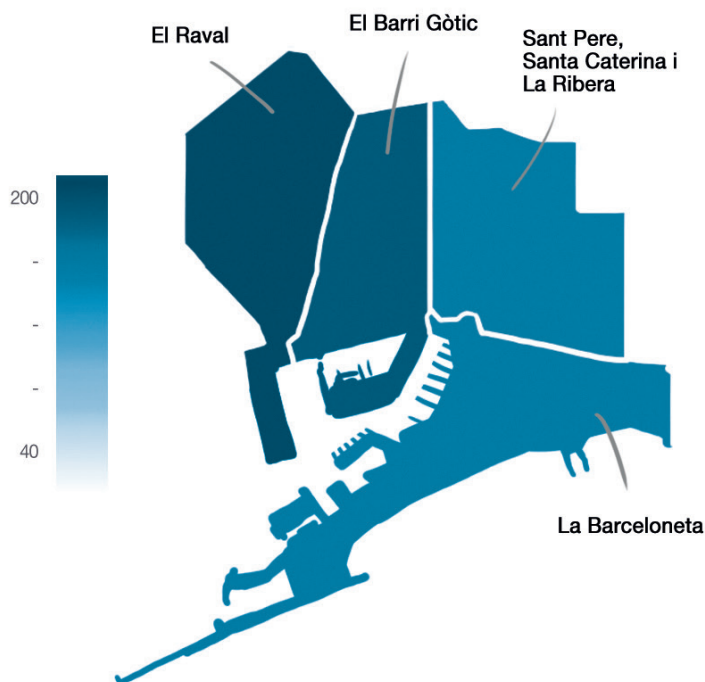 El Raval
El Barri Gòtic
Sant Pere,
Santa Caterina i
La Ribera
200
-
-
-
40
La Barceloneta